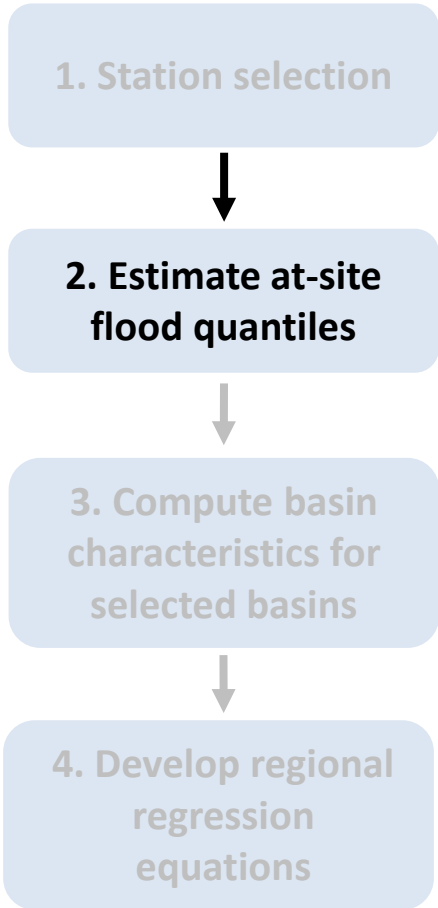 1. Station selection
2. Estimate at-site
flood quantiles
3. Compute basin
characteristics for
selected basins
4. Develop regional
regression
equations